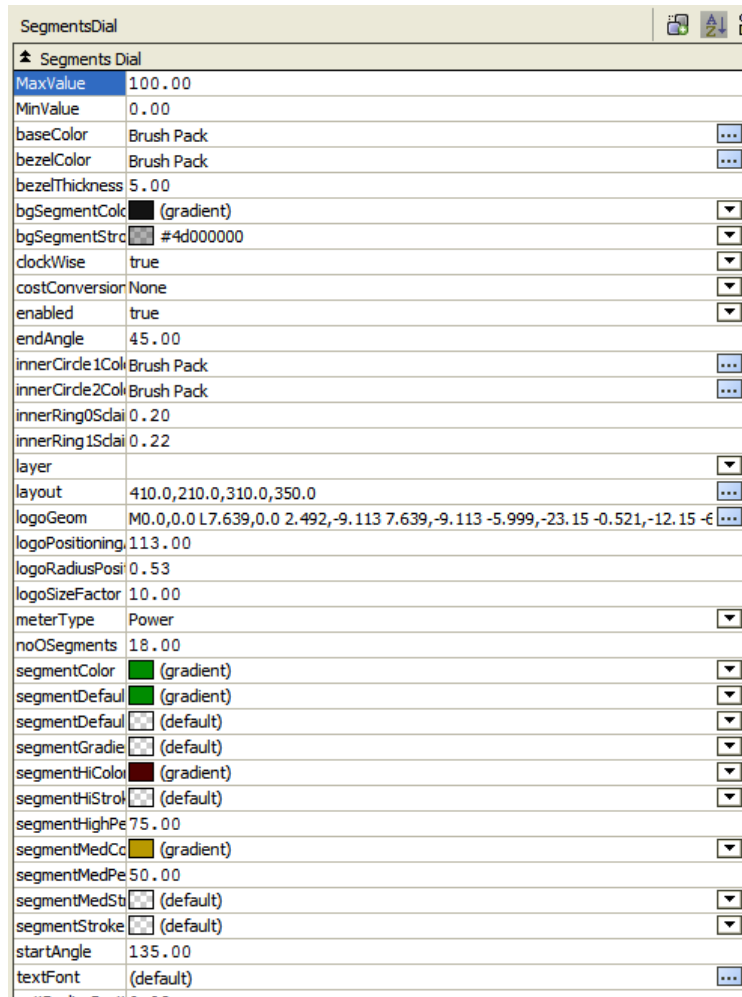 SegmentsDial
Segments Dial
MaxValue 100.00
MinValue 0.00
baseColor Brush Pack
bezelColor Brush Pack
bezelThickness 5.00
bgSegmentColo (gradient)
bgSegmentStro #4d000000
clockWise true
costConversion None
enabled true
endAngle 45.00
innerCircle1Colo Brush Pack
innerCircle2Colo Brush Pack
innerRing0Sclai 0.20
innerRing1Sclai 0.22
layer
layout 410.0,210.0,310.0,350.0
logoGeom M0.0,0.0 L7.639,0.0 2.492,-9.113 7.639,-9.113 -5.999,-23.15 -0.521,-12.15 -6
logoPositioning 113.00
logoRadiusPosit 0.53
logoSizeFactor 10.00
meterType Power
noOSegments 18.00
segmentColor (gradient)
segmentDefaul (gradient)
segmentDefaul (default)
segmentGradie (default)
segmentHiColor (gradient)
segmentHiStrok (default)
segmentHighPe 75.00
segmentMedCo (gradient)
segmentMedPe 50.00
segmentMedSt (default)
segmentStroke (default)
startAngle 135.00
textFont (default)